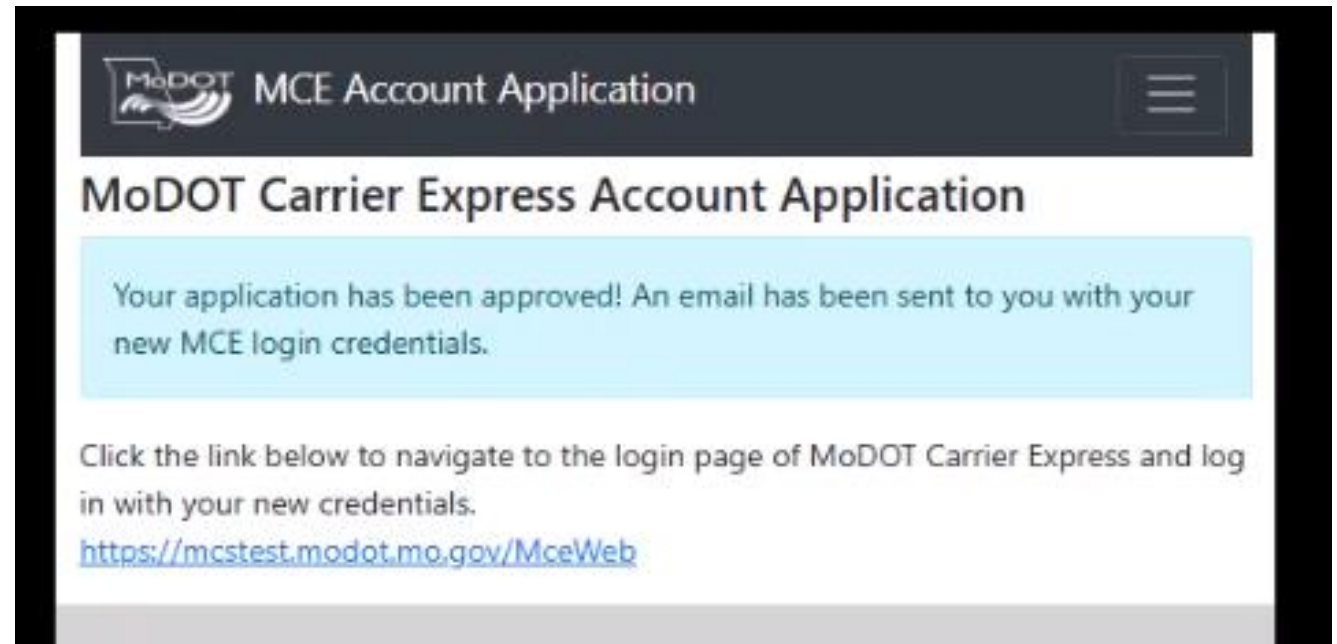 MoDOT MCE Account Application
MoDOT Carrier Express Account Application
Your application has been approved! An email has been sent to you with your
new MCE login credentials.
Click the link below to navigate to the login page of MoDOT Carrier Express and log
in with your new credentials.
https://mcstest.modot.mo.gov/MceWeb